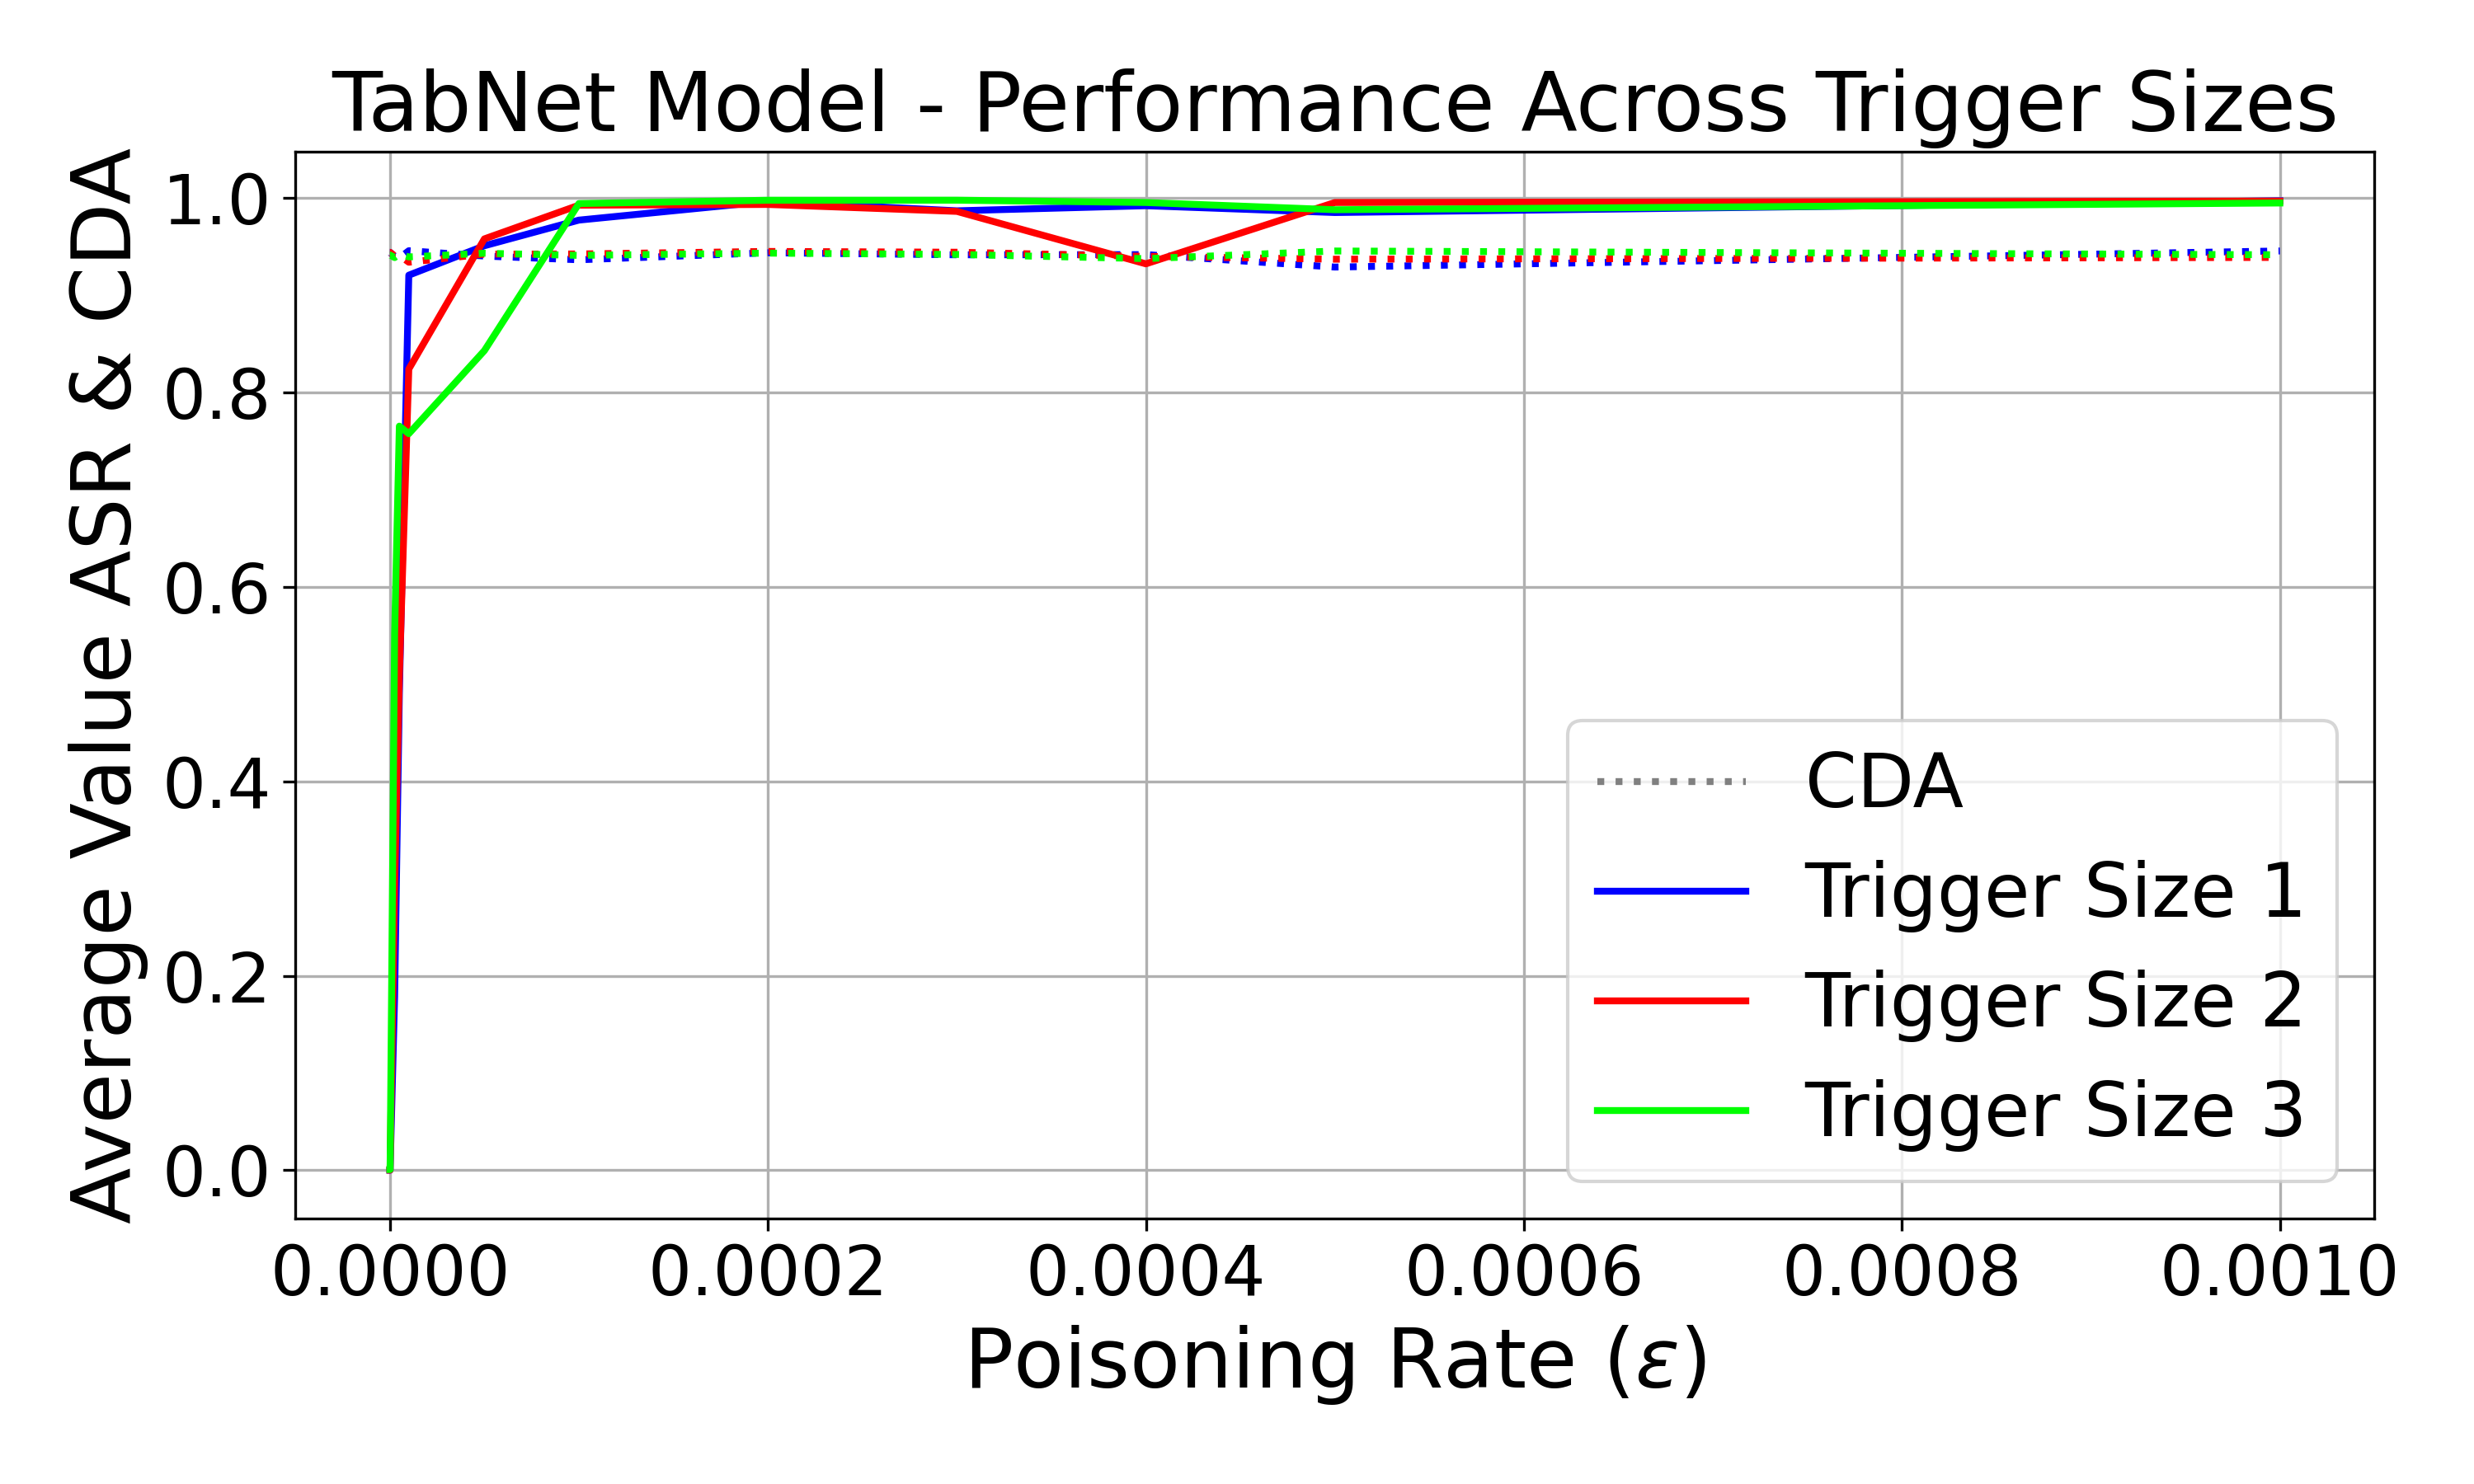 TabNet Model - Performance Across Trigger Sizes
Average Value ASR & CDA
1.0
0.8
0.6
0.4
0.2
0.0
CDA
Trigger Size 1
Trigger Size 2
Trigger Size 3
0.0000 0.0002 0.0004 0.0006 0.0008 0.0010
Poisoning Rate (ε)